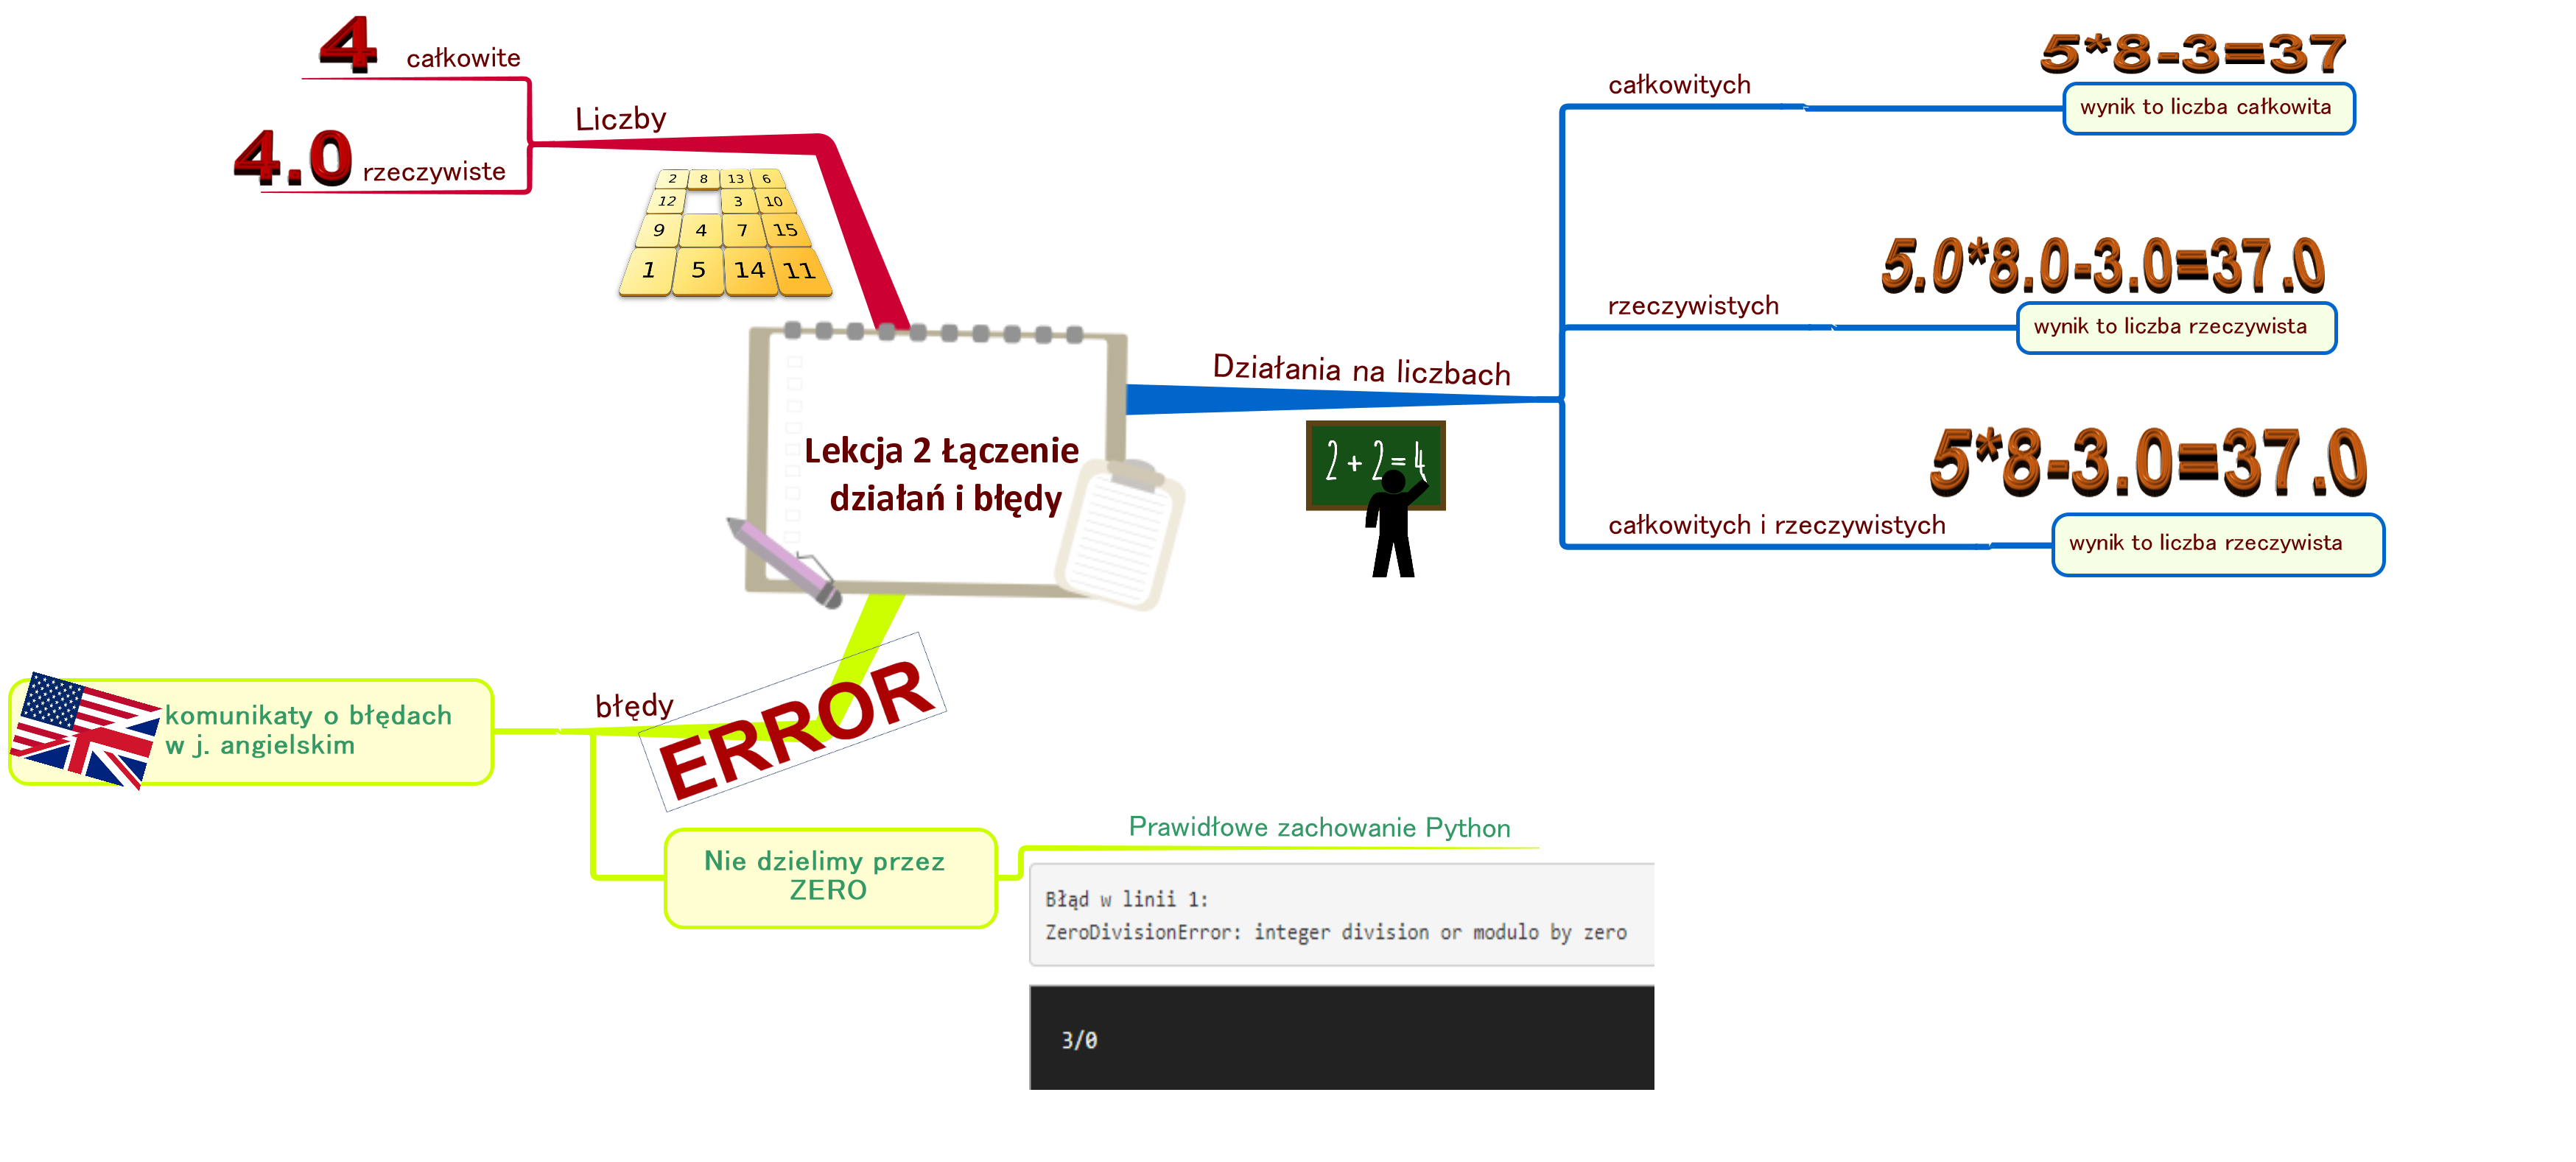 Lekcja 2 Łączenie
działań i błędy
Liczby
4 całkowite
4.0 rzeczywiste
2 8 13 6
12 3 10
9 4 7 15
1 5 14 11
Działania na liczbach
2+2=4
całkowitych
5*8-3=37
wynik to liczba całkowita
rzeczywistych
5.0*8.0-3.0=37.0
wynik to liczba rzeczywista
całkowitych i rzeczywistych
5*8-3.0=37.0
wynik to liczba rzeczywista
błędy
ERROR
komunikaty o błędach
w j. angielskim
Nie dzielimy przez
ZERO
Prawidłowe zachowanie Python
Błąd w linii 1:
ZeroDivisionError: integer division or modulo by zero
3/0